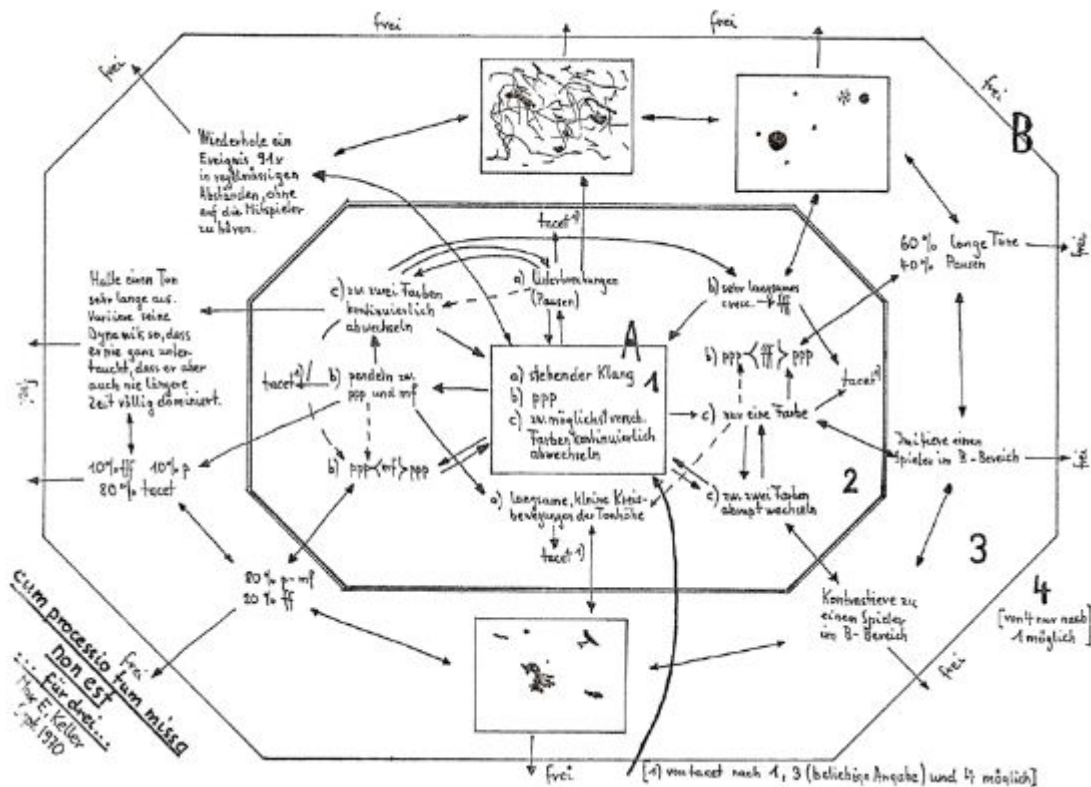 frei
frei
frei
frei
B
Wiederhole ein
Ereignis 91x
in regelmässigen
Abständen, ohne
auf die Mitspieler
zu hören.
60% lange Töne
40% Pausen
frei
tacet 1)
a) Unterbrechungen
(Pausen)
b) sehr langsames
cresc.
c) zw. zwei Farben
kontinuierlich
abwechseln
Halte einen Ton
sehr lange aus.
Variiere seine
Dynamik so, dass
er nie ganz unter-
taucht, dass er aber
auch nie längere
Zeit völlig dominiert.
frei
A
1
a) stehender Klang
b) ppp
c) zw. möglichst versch.
Farben kontinuierlich
abwechseln
b) ppp<fff>ppp
tacet 1)
tacet 1)
b) pendeln zw.
ppp und mf
c) nur eine Farbe
b) ppp<mf>ppp
Imitiere einen
Spieler im B-Bereich
frei
10% ff 10% p
80% tacet
2
c) zw. zwei Farben
abrupt wechseln
a) langsame, kleine Kreis-
bewegungen der Tonhöhe
tacet 1)
3
80% p-mf
20% ff
Kontrastiere zu
einem Spieler
im B-Bereich
4
[von 4 nur nach
1 möglich]
frei
cum processio tum missa
non est
... für drei...
Max E. Keller
Sept. 1970
frei
[1) von tacet nach 1, 3 (beliebige Angabe) und 4 möglich]